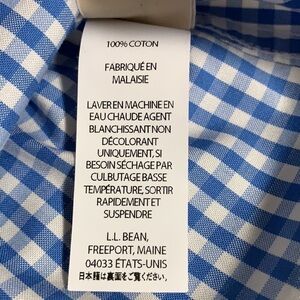 100% COTON
FABRIQUÉ EN
MALAISIE
LAVER EN MACHINE EN
EAU CHAUDE AGENT
BLANCHISSANT NON
DÉCOLORANT
UNIQUEMENT, SI
BESOIN SÉCHAGE PAR
CULBUTAGE BASSE
TEMPÉRATURE, SORTIR
RAPIDEMENT ET
SUSPENDRE
L.L. BEAN,
FREEPORT, MAINE
04033 ÉTATS-UNIS
日本語は裏面をご覧ください。